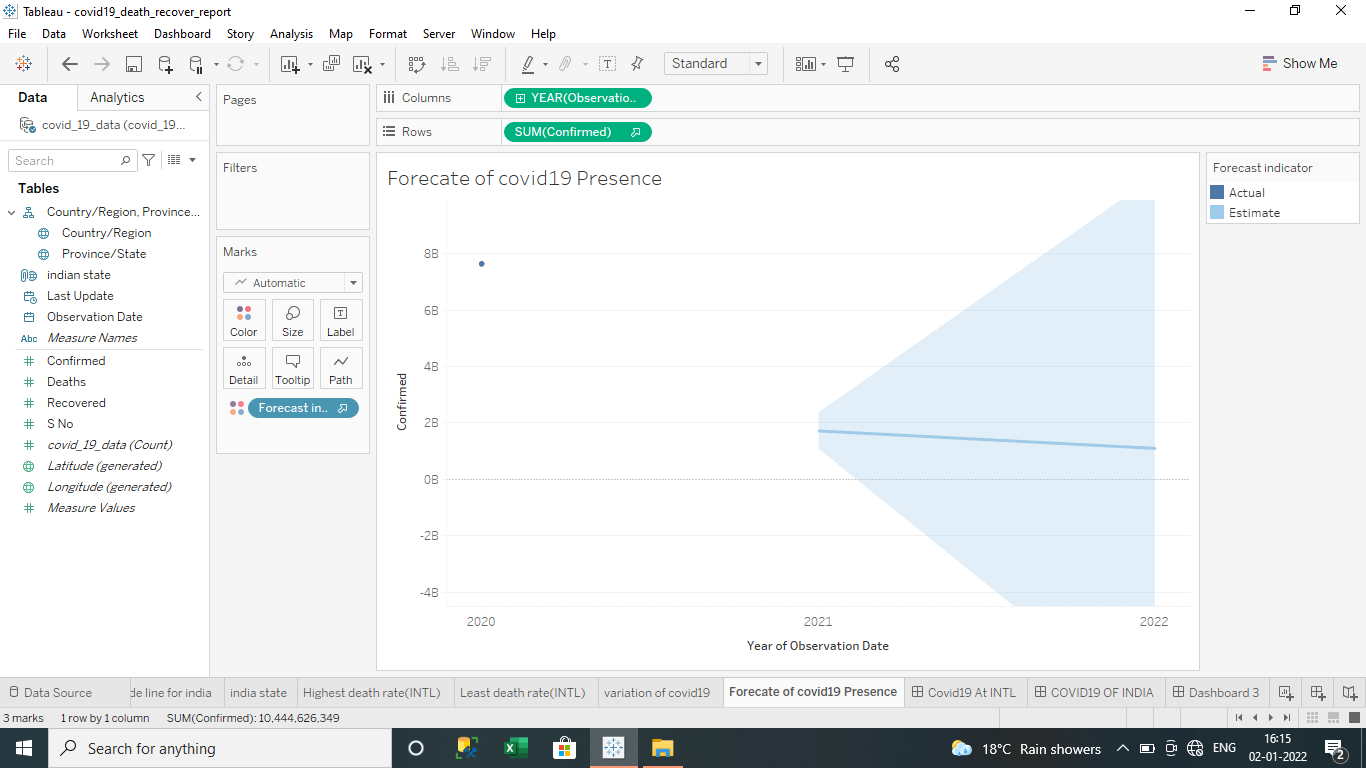 Tableau - covid19_death_recover_report
File Data Worksheet Dashboard Story Analysis Map Format Server Window Help
Standard
Show Me
Data Analytics
covid_19_data (covid_19...
Search
Tables
Country/Region, Province...
Country/Region
Province/State
indian state
Last Update
Observation Date
Abc Measure Names
Confirmed
Deaths
Recovered
S No
covid_19_data (Count)
Latitude (generated)
Longitude (generated)
Measure Values
Pages
Filters
Marks
Automatic
Color Size Label
Detail Tooltip Path
Forecast in..
Columns YEAR(Observatio..
Rows SUM(Confirmed)
Forecate of covid19 Presence
8B
6B
4B
2B
0B
-2B
-4B
Confirmed
2020 2021 2022
Year of Observation Date
Forecast indicator
Actual
Estimate
Data Source de line for india india state Highest death rate(INTL) Least death rate(INTL) variation of covid19 Forecate of covid19 Presence Covid19 At INTL COVID19 OF INDIA Dashboard 3
3 marks 1 row by 1 column SUM(Confirmed): 10,444,626,349
Search for anything
18°C Rain showers ENG 16:15
02-01-2022
2